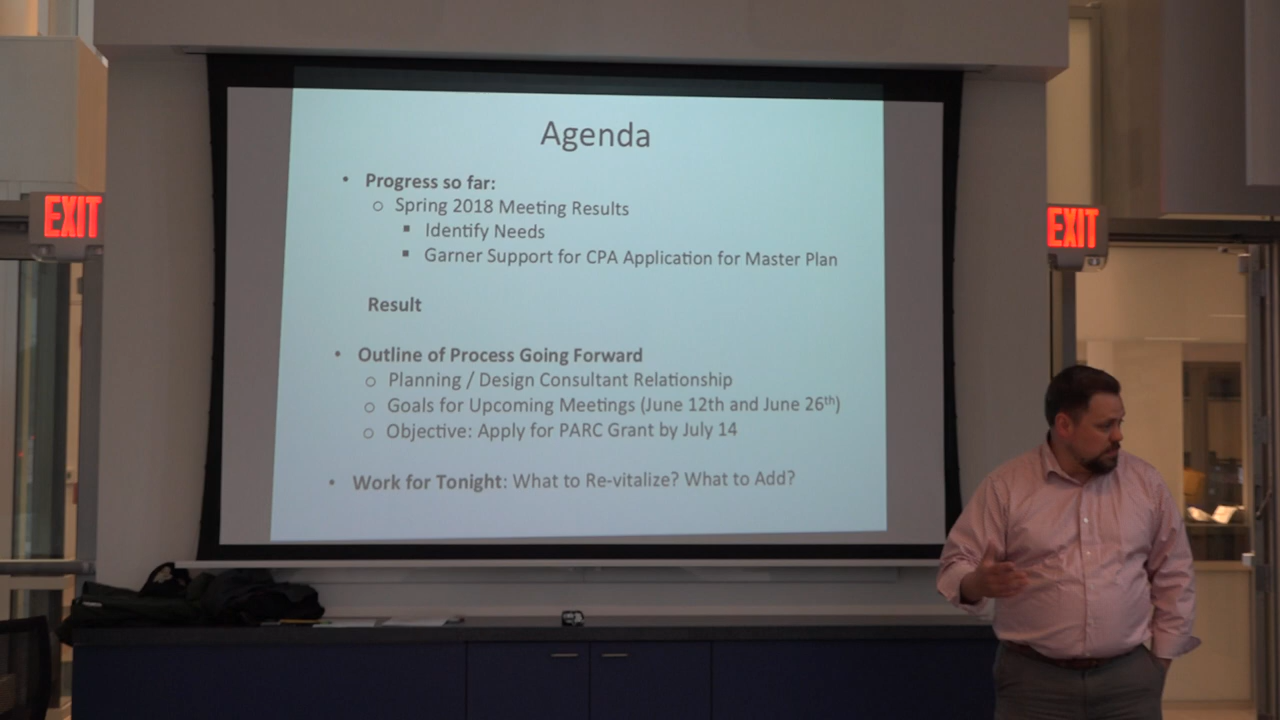 Agenda
• Progress so far:
○ Spring 2018 Meeting Results
▪ Identify Needs
▪ Garner Support for CPA Application for Master Plan
Result
• Outline of Process Going Forward
○ Planning / Design Consultant Relationship
○ Goals for Upcoming Meetings (June 12th and June 26th)
○ Objective: Apply for PARC Grant by July 14
• Work for Tonight: What to Re-vitalize? What to Add?
EXIT
EXIT